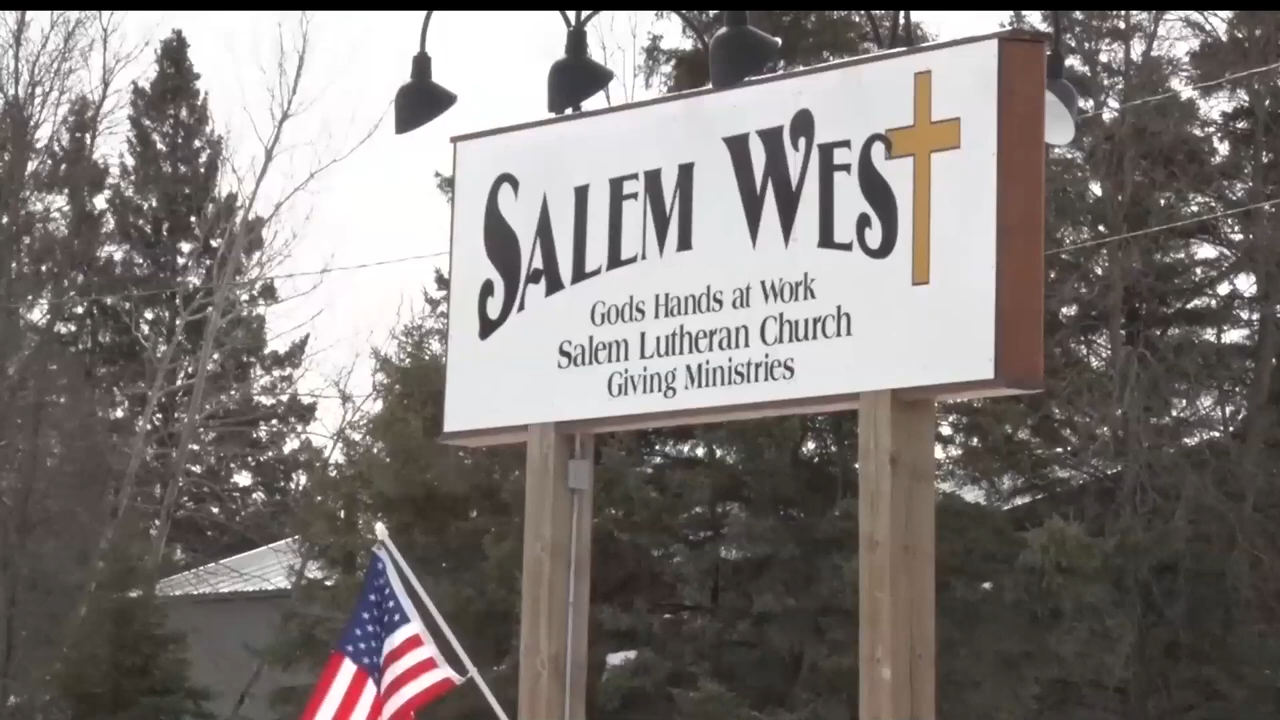 SALEM WEST
Gods Hands at Work
Salem Lutheran Church
Giving Ministries